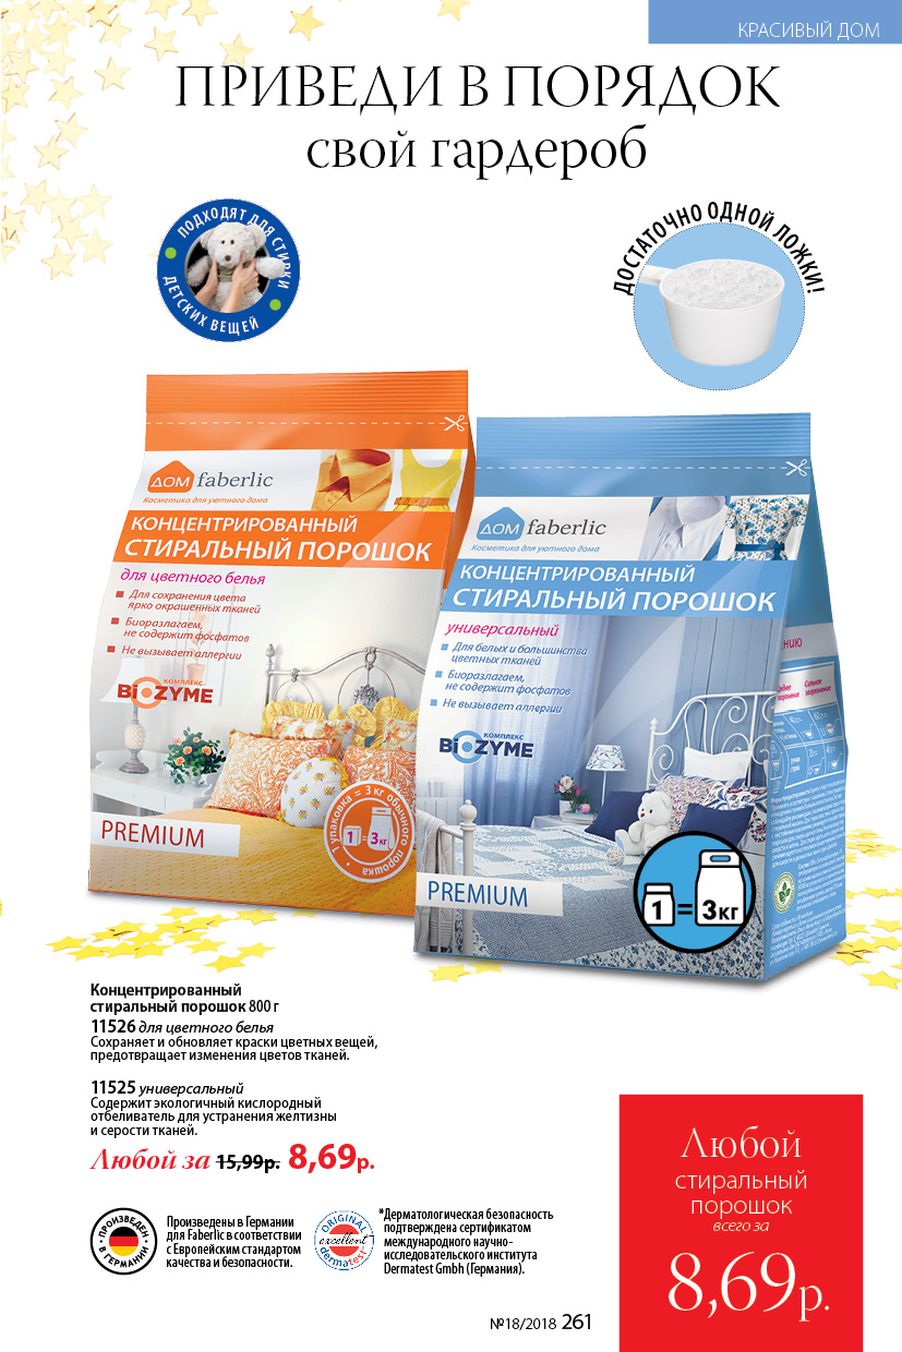 КРАСИВЫЙ ДОМ
ПРИВЕДИ В ПОРЯДОК
свой гардероб
ПОДХОДЯТ ДЛЯ СТИРКИ
ДЕТСКИХ ВЕЩЕЙ
ДОСТАТОЧНО ОДНОЙ ЛОЖКИ!
ДОМ faberlic
Косметика для уютного дома
КОНЦЕНТРИРОВАННЫЙ
СТИРАЛЬНЫЙ ПОРОШОК
для цветного белья
Для сохранения цвета
ярко окрашенных тканей
Биоразлагаем,
не содержит фосфатов
Не вызывает аллергии
КОМПЛЕКС
BiOZYME
1 упаковка = 3 кг обычного порошка
1 = 3кг
PREMIUM
ДОМ faberlic
Косметика для уютного дома
КОНЦЕНТРИРОВАННЫЙ
СТИРАЛЬНЫЙ ПОРОШОК
универсальный
Для белых и большинства
цветных тканей
Биоразлагаем,
не содержит фосфатов
Не вызывает аллергии
КОМПЛЕКС
BiOZYME
PREMIUM
1 = 3кг
Концентрированный
стиральный порошок 800 г
11526 для цветного белья
Сохраняет и обновляет краски цветных вещей,
предотвращает изменения цветов тканей.
11525 универсальный
Содержит экологичный кислородный
отбеливатель для устранения желтизны
и серости тканей.
Любой за 15,99р. 8,69р.
ПРОИЗВЕДЕН В ГЕРМАНИИ
Произведены в Германии
для Faberlic в соответствии
с Европейским стандартом
качества и безопасности.
ORIGINAL
excellent
dermatest
*Дерматологическая безопасность
подтверждена сертификатом
международного научно-
исследовательского института
Dermatest Gmbh (Германия).
Любой
стиральный
порошок
всего за
8,69р.
№18/2018 261